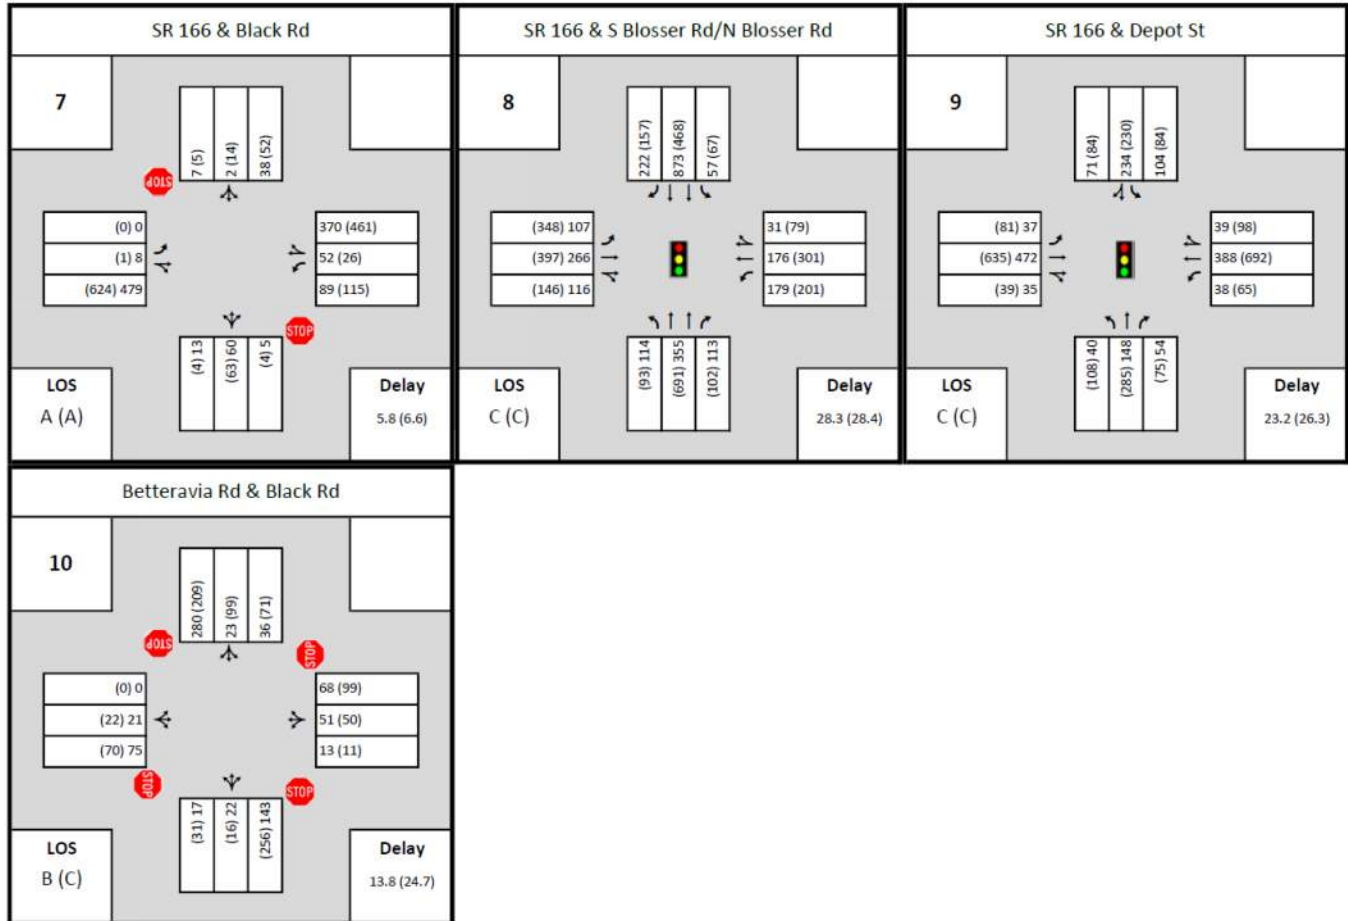 SR 166 & Black Rd
7
7 (5)
2 (14)
38 (52)
STOP
(0) 0
(1) 8
(624) 479
370 (461)
52 (26)
89 (115)
STOP
(4) 13
(63) 60
(4) 5
LOS
A (A)
Delay
5.8 (6.6)
SR 166 & S Blosser Rd/N Blosser Rd
8
222 (157)
873 (468)
57 (67)
(348) 107
(397) 266
(146) 116
31 (79)
176 (301)
179 (201)
(93) 114
(691) 355
(102) 113
LOS
C (C)
Delay
28.3 (28.4)
SR 166 & Depot St
9
71 (84)
234 (230)
104 (84)
(81) 37
(635) 472
(39) 35
39 (98)
388 (692)
38 (65)
(108) 40
(285) 148
(75) 54
LOS
C (C)
Delay
23.2 (26.3)
Betteravia Rd & Black Rd
10
280 (209)
23 (99)
36 (71)
STOP
STOP
(0) 0
(22) 21
(70) 75
68 (99)
51 (50)
13 (11)
STOP
STOP
(31) 17
(16) 22
(256) 143
LOS
B (C)
Delay
13.8 (24.7)